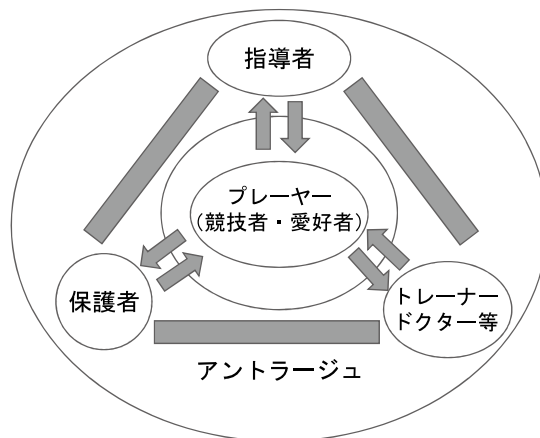 指導者
プレーヤー
(競技者・愛好者)
保護者
トレーナー
ドクター等
アントラージュ